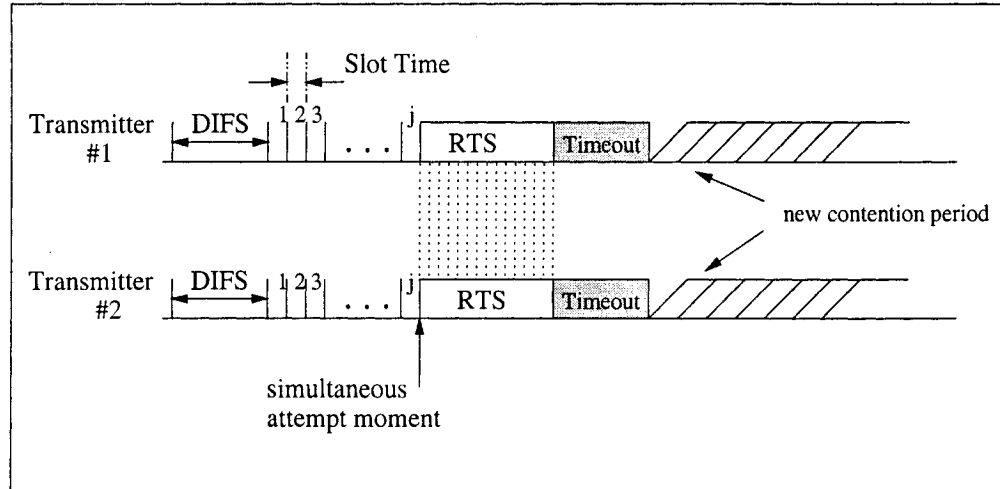 Slot Time
Transmitter
#1
DIFS
1 2 3
. . .
j
RTS
Timeout
new contention period
Transmitter
#2
DIFS
1 2 3
. . .
j
RTS
Timeout
simultaneous
attempt moment